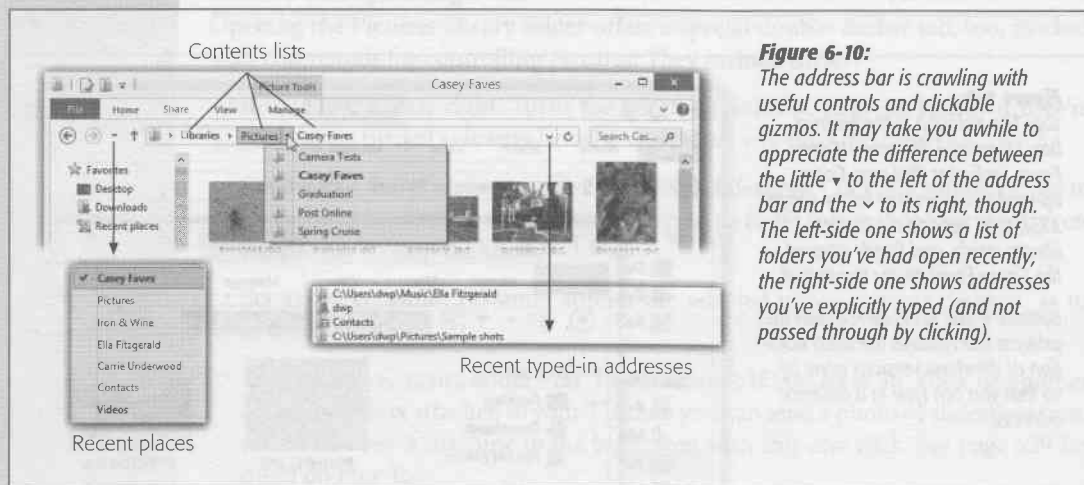 Contents lists
Picture Tools
Casey Faves
File Home Share View Manage
Libraries Pictures Casey Faves
Search Cas...
Favorites
Desktop
Downloads
Recent places
Camera Tests
Casey Faves
Graduation!
Post Online
Spring Cruise
Casey Faves
Pictures
Iron & Wine
Ella Fitzgerald
Carrie Underwood
Contacts
Videos
Recent places
C:\Users\dwp\Music\Ella Fitzgerald
dwp
Contacts
C:\Users\dwp\Pictures\Sample shots
Recent typed-in addresses
Figure 6-10:
The address bar is crawling with
useful controls and clickable
gizmos. It may take you awhile to
appreciate the difference between
the little ▾ to the left of the address
bar and the ⌄ to its right, though.
The left-side one shows a list of
folders you've had open recently;
the right-side one shows addresses
you've explicitly typed (and not
passed through by clicking).